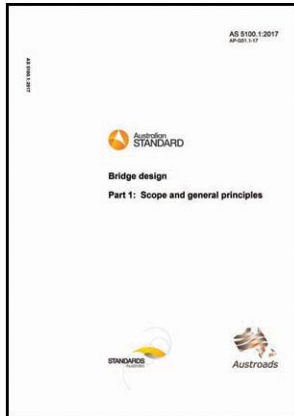 AS 5100.1:2017
AP-G51.1-17
AS 5100.1:2017
Australian
STANDARD
Bridge design
Part 1: Scope and general principles
STANDARDS
Australia
Austroads